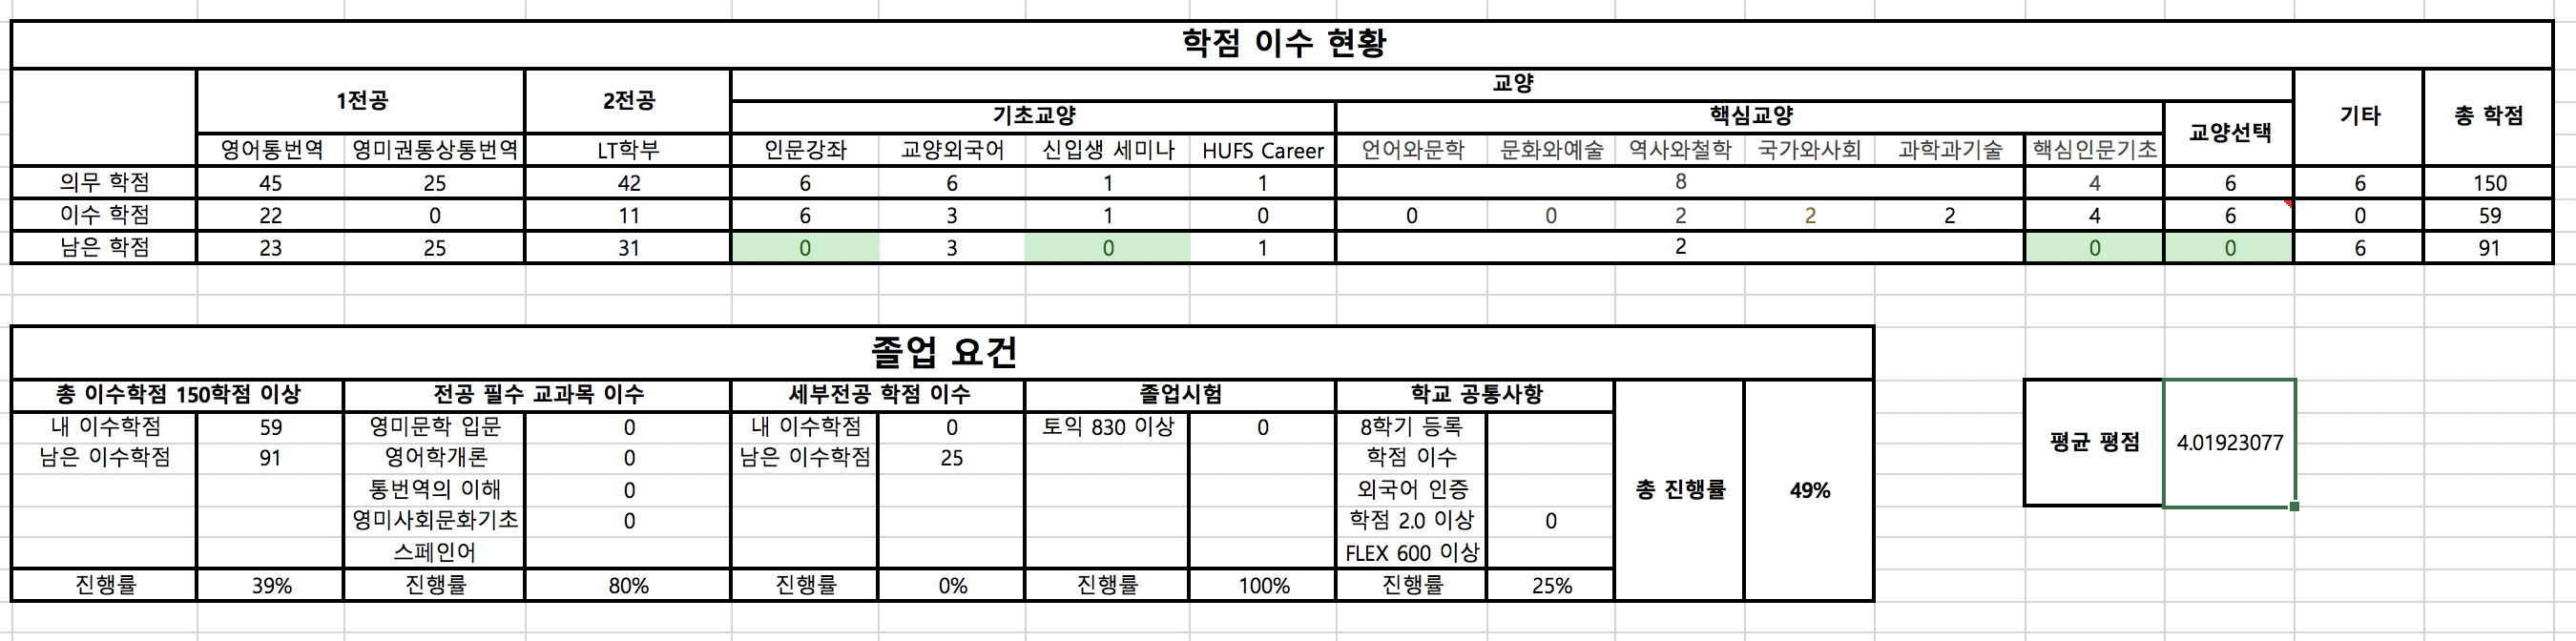 학점 이수 현황
1전공 2전공 교양 기타 총 학점
기초교양 핵심교양 교양선택
영어통번역 영미권통상통번역 LT학부 인문강좌 교양외국어 신입생 세미나 HUFS Career 언어와문학 문화와예술 역사와철학 국가와사회 과학과기술 핵심인문기초
의무 학점 45 25 42 6 6 1 1 8 4 6 6 150
이수 학점 22 0 11 6 3 1 0 0 0 2 2 2 4 6 0 59
남은 학점 23 25 31 0 3 0 1 2 0 0 6 91
졸업 요건
총 이수학점 150학점 이상 전공 필수 교과목 이수 세부전공 학점 이수 졸업시험 학교 공통사항
내 이수학점 59 영미문학 입문 0 내 이수학점 0 토익 830 이상 0 8학기 등록
남은 이수학점 91 영어학개론 0 남은 이수학점 25 학점 이수
통번역의 이해 0 외국어 인증
영미사회문화기초 0 학점 2.0 이상 0
스페인어 FLEX 600 이상
진행률 39% 진행률 80% 진행률 0% 진행률 100% 진행률 25%
총 진행률 49%
평균 평점 4.01923077